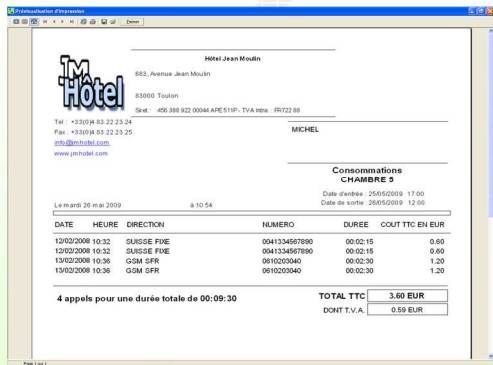 Prévisualisation d'impression
Fermer
JM
Hôtel
Hôtel Jean Moulin
683, Avenue Jean Moulin
83000 Toulon
Siret : 456 388 922 00044 APE 511P - TVA Intra : FR722 88
Tel : +33(0)4.83.22.23.24
Fax : +33(0)4.83.22.23.25
info@jmhotel.com
www.jmhotel.com
MICHEL
Consommations
CHAMBRE 5
Date d'entrée : 25/05/2009 17:00
Date de sortie : 26/05/2009 12:00
Le mardi 26 mai 2009 à 10:54
DATE HEURE DIRECTION NUMERO DUREE COUT TTC EN EUR
12/02/2008 10:32 SUISSE FIXE 0041334567890 00:02:15 0.60
12/02/2008 10:32 SUISSE FIXE 0041334567890 00:02:15 0.60
13/02/2008 10:36 GSM SFR 0610203040 00:02:30 1.20
13/02/2008 10:36 GSM SFR 0610203040 00:02:30 1.20
4 appels pour une durée totale de 00:09:30
TOTAL TTC 3.60 EUR
DONT T.V.A. 0.59 EUR
Page 1 sur 1